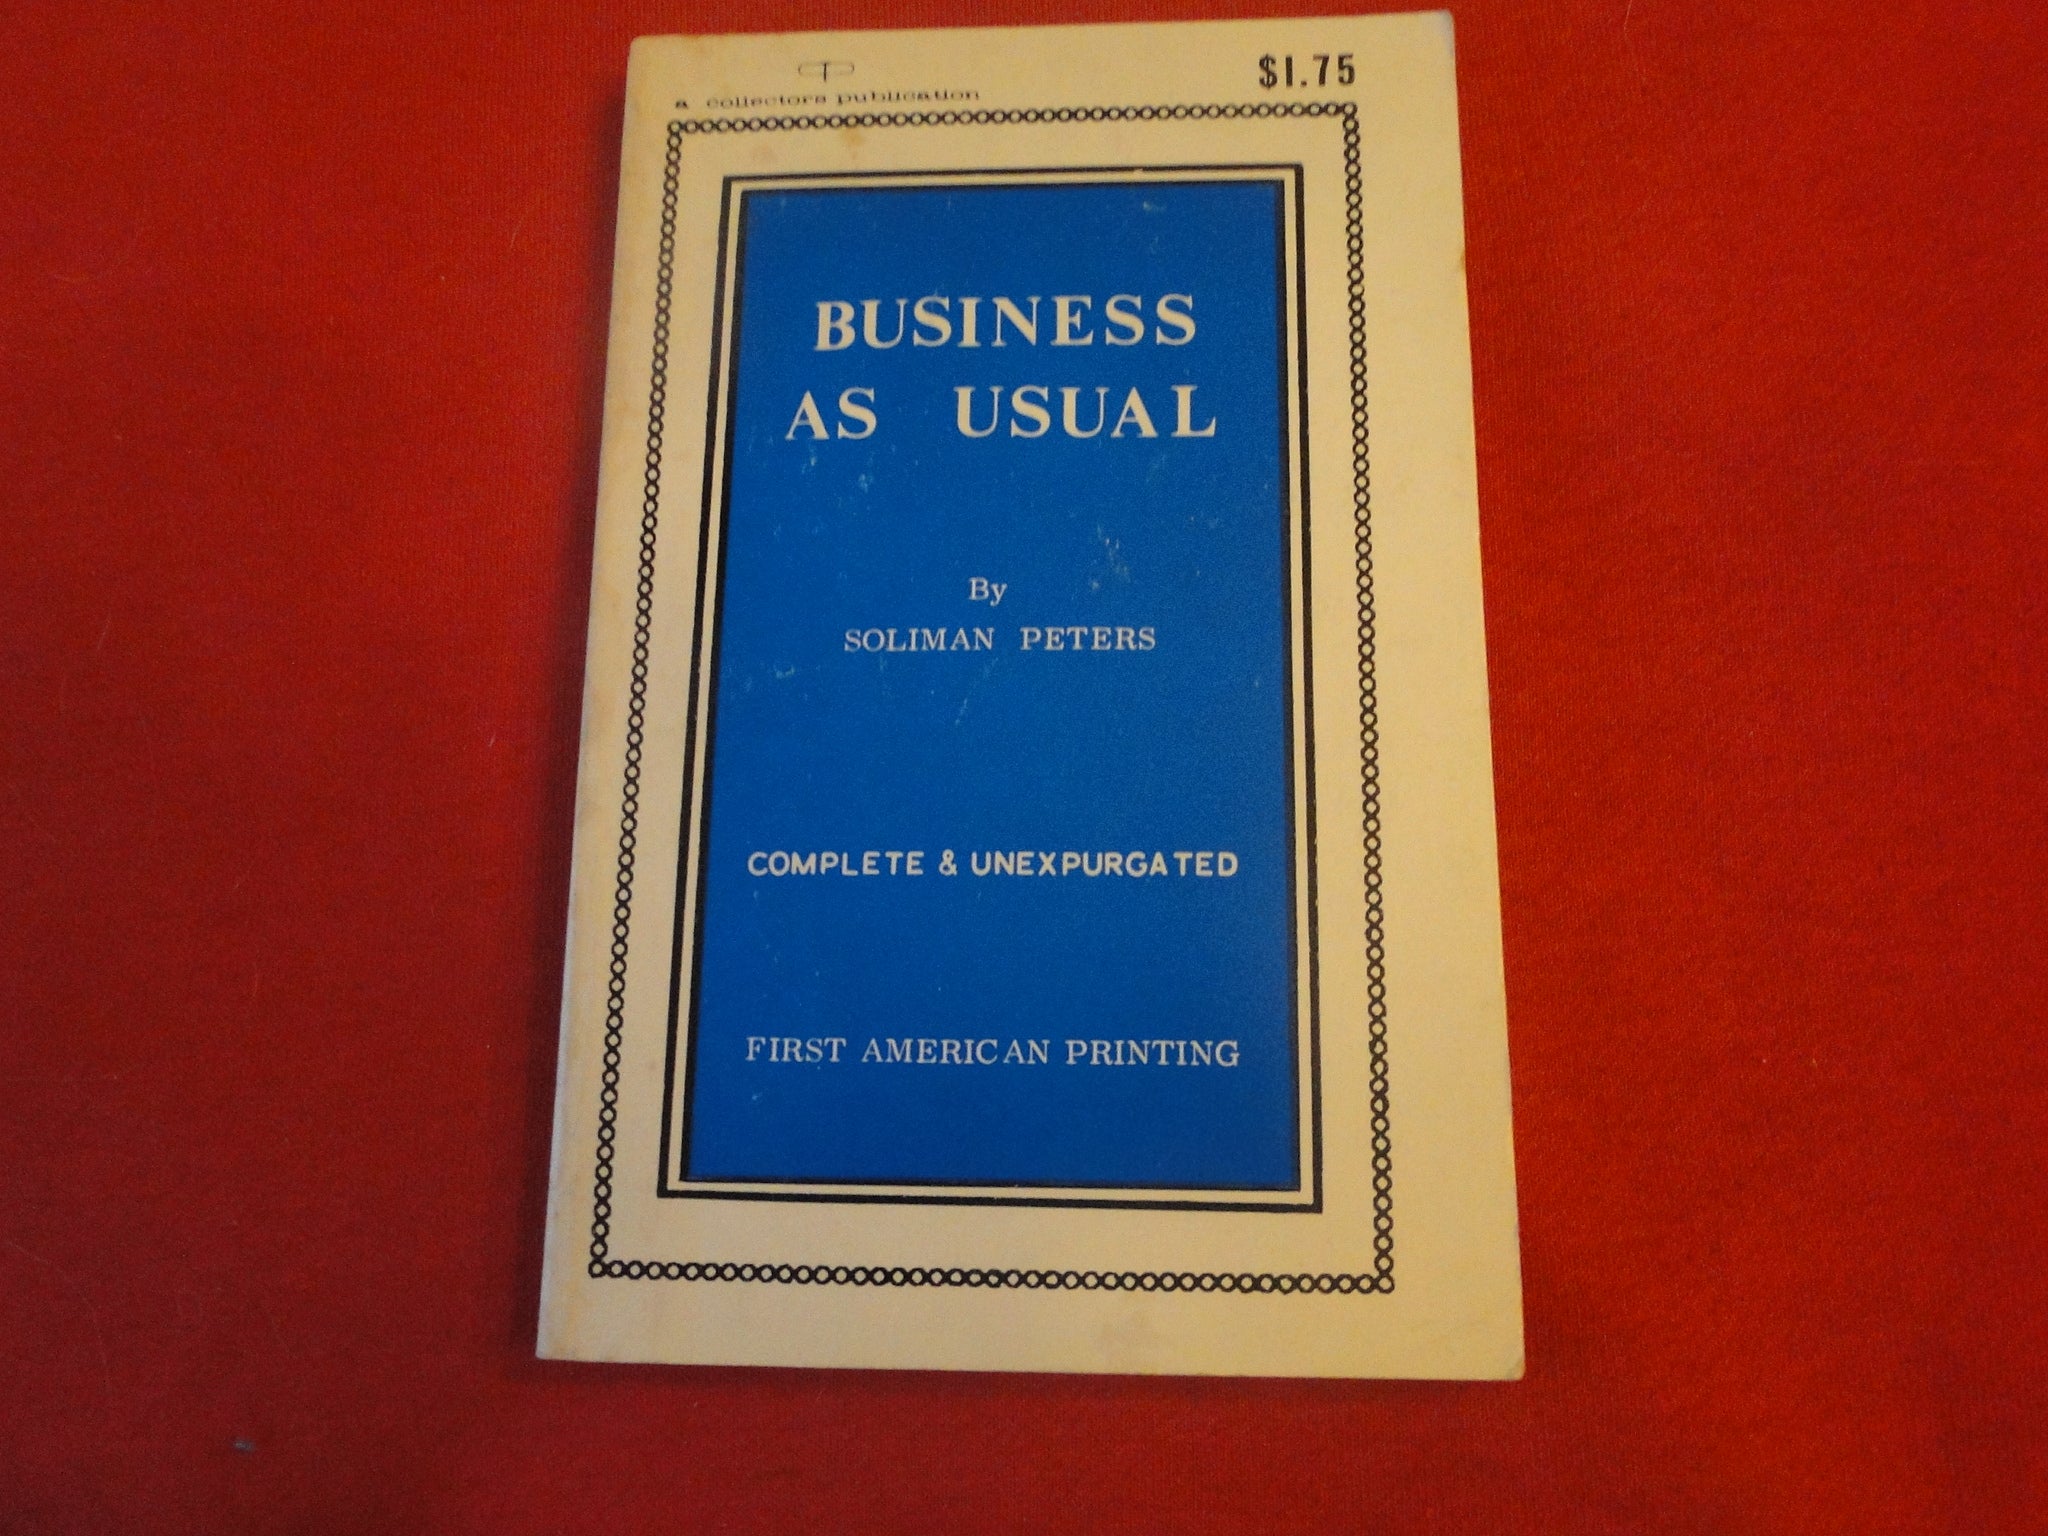 a collectors publication
$1.75
BUSINESS
AS USUAL
By
SOLIMAN PETERS
COMPLETE & UNEXPURGATED
FIRST AMERICAN PRINTING